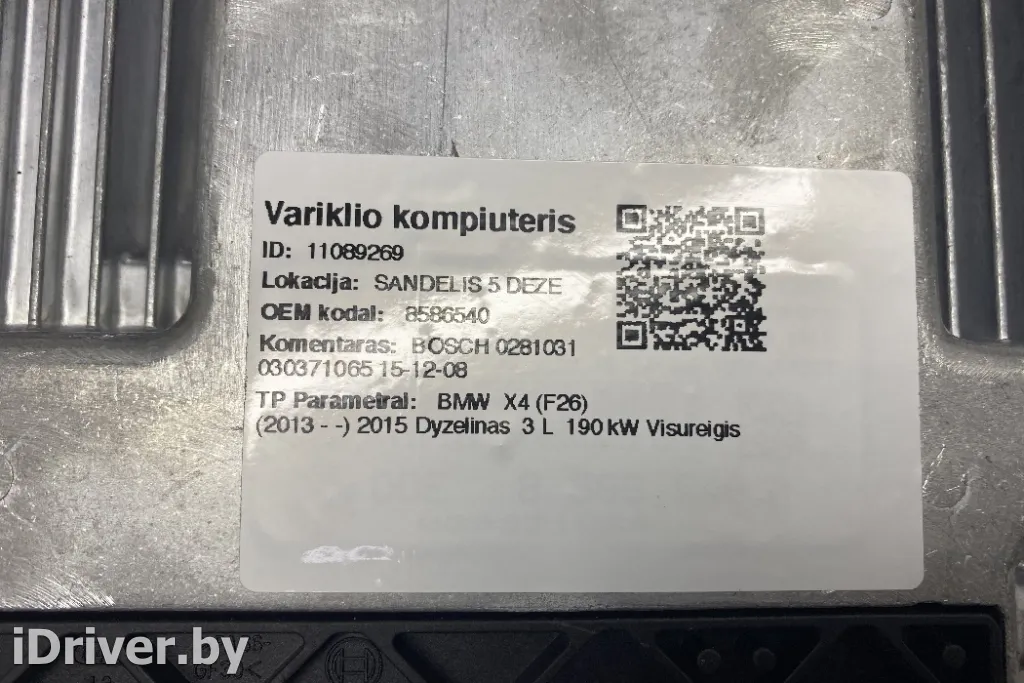 Variklio kompiuteris
ID: 11089269
Lokacija: SANDELIS 5 DEZE
OEM kodai: 8586540
Komentaras: BOSCH 0281031
030371065 15-12-08
TP Parametrai: BMW X4 (F26)
(2013 - -) 2015 Dyzelinas 3 L 190 kW Visureigis
iDriver.by